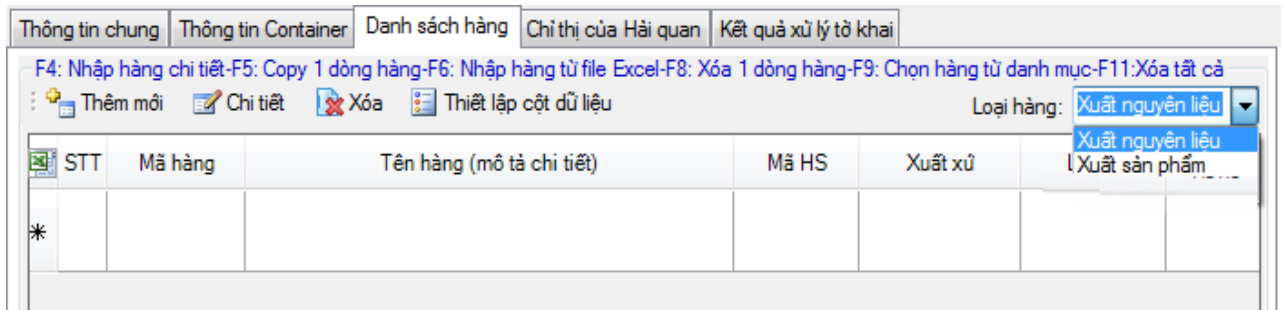 Thông tin chung Thông tin Container Danh sách hàng Chỉ thị của Hải quan Kết quả xử lý tờ khai
F4: Nhập hàng chi tiết-F5: Copy 1 dòng hàng-F6: Nhập hàng từ file Excel-F8: Xóa 1 dòng hàng-F9: Chọn hàng từ danh mục-F11:Xóa tất cả
Thêm mới Chi tiết Xóa Thiết lập cột dữ liệu Loại hàng: Xuất nguyên liệu
Xuất nguyên liệu
STT Mã hàng Tên hàng (mô tả chi tiết) Mã HS Xuất xứ Xuất sản phẩm